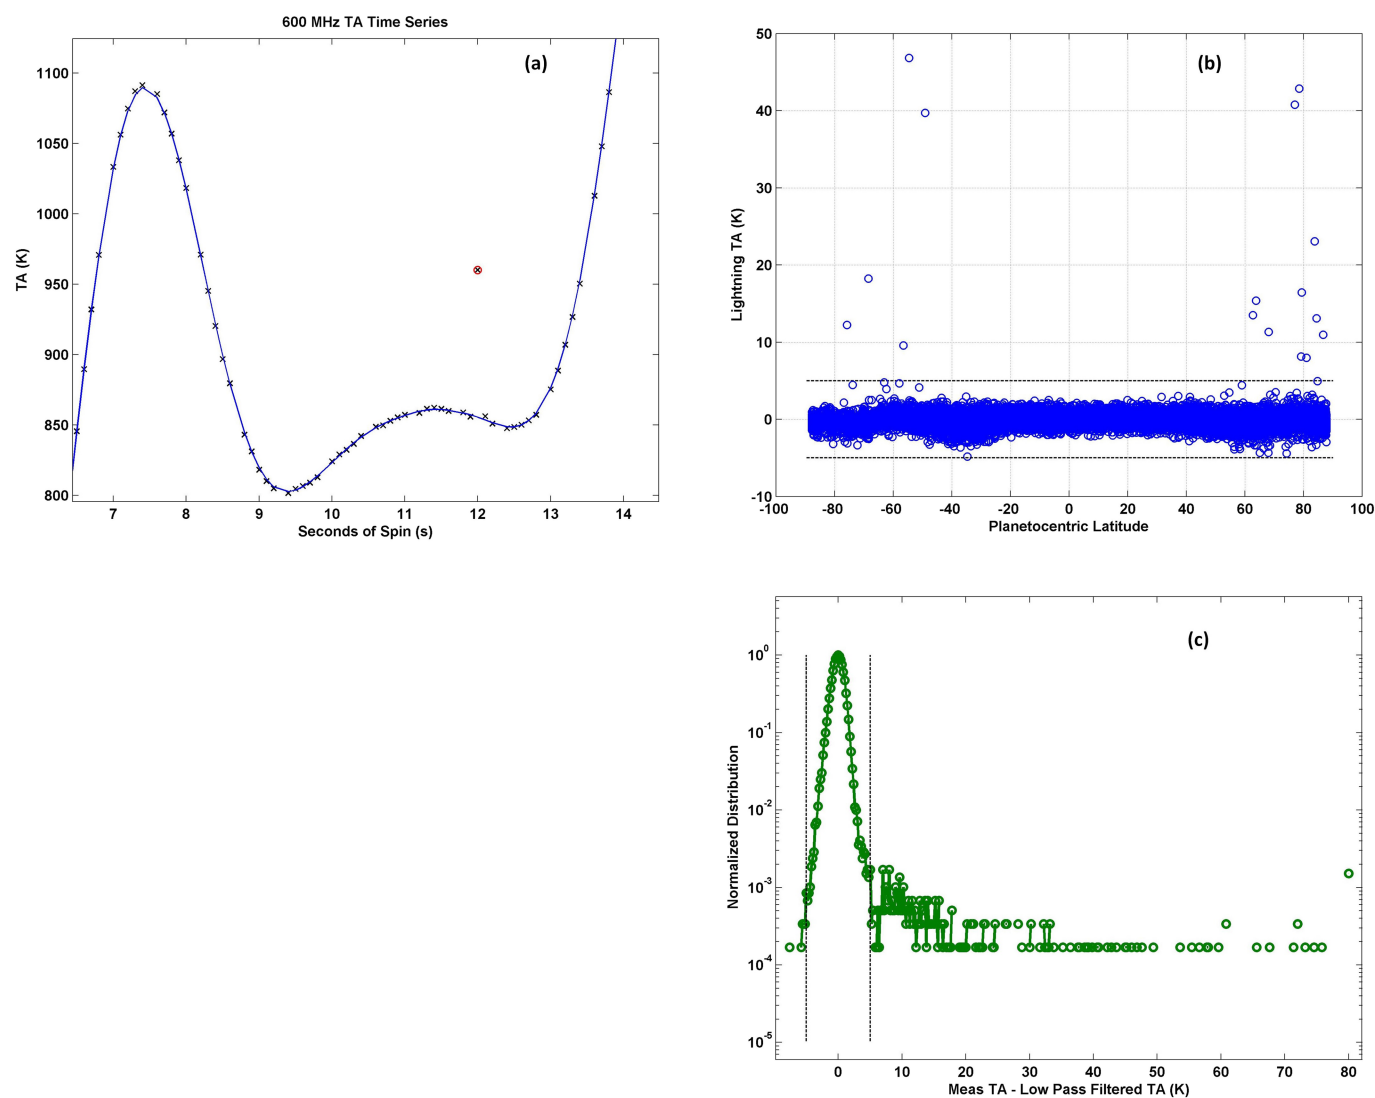 600 MHz TA Time Series
(a)
TA (K)
1100
1050
1000
950
900
850
800
7 8 9 10 11 12 13 14
Seconds of Spin (s)
(b)
Lightning TA (K)
50
40
30
20
10
0
-10
-100 -80 -60 -40 -20 0 20 40 60 80 100
Planetocentric Latitude
(c)
Normalized Distribution
10^0
10^-1
10^-2
10^-3
10^-4
10^-5
0 10 20 30 40 50 60 70 80
Meas TA - Low Pass Filtered TA (K)